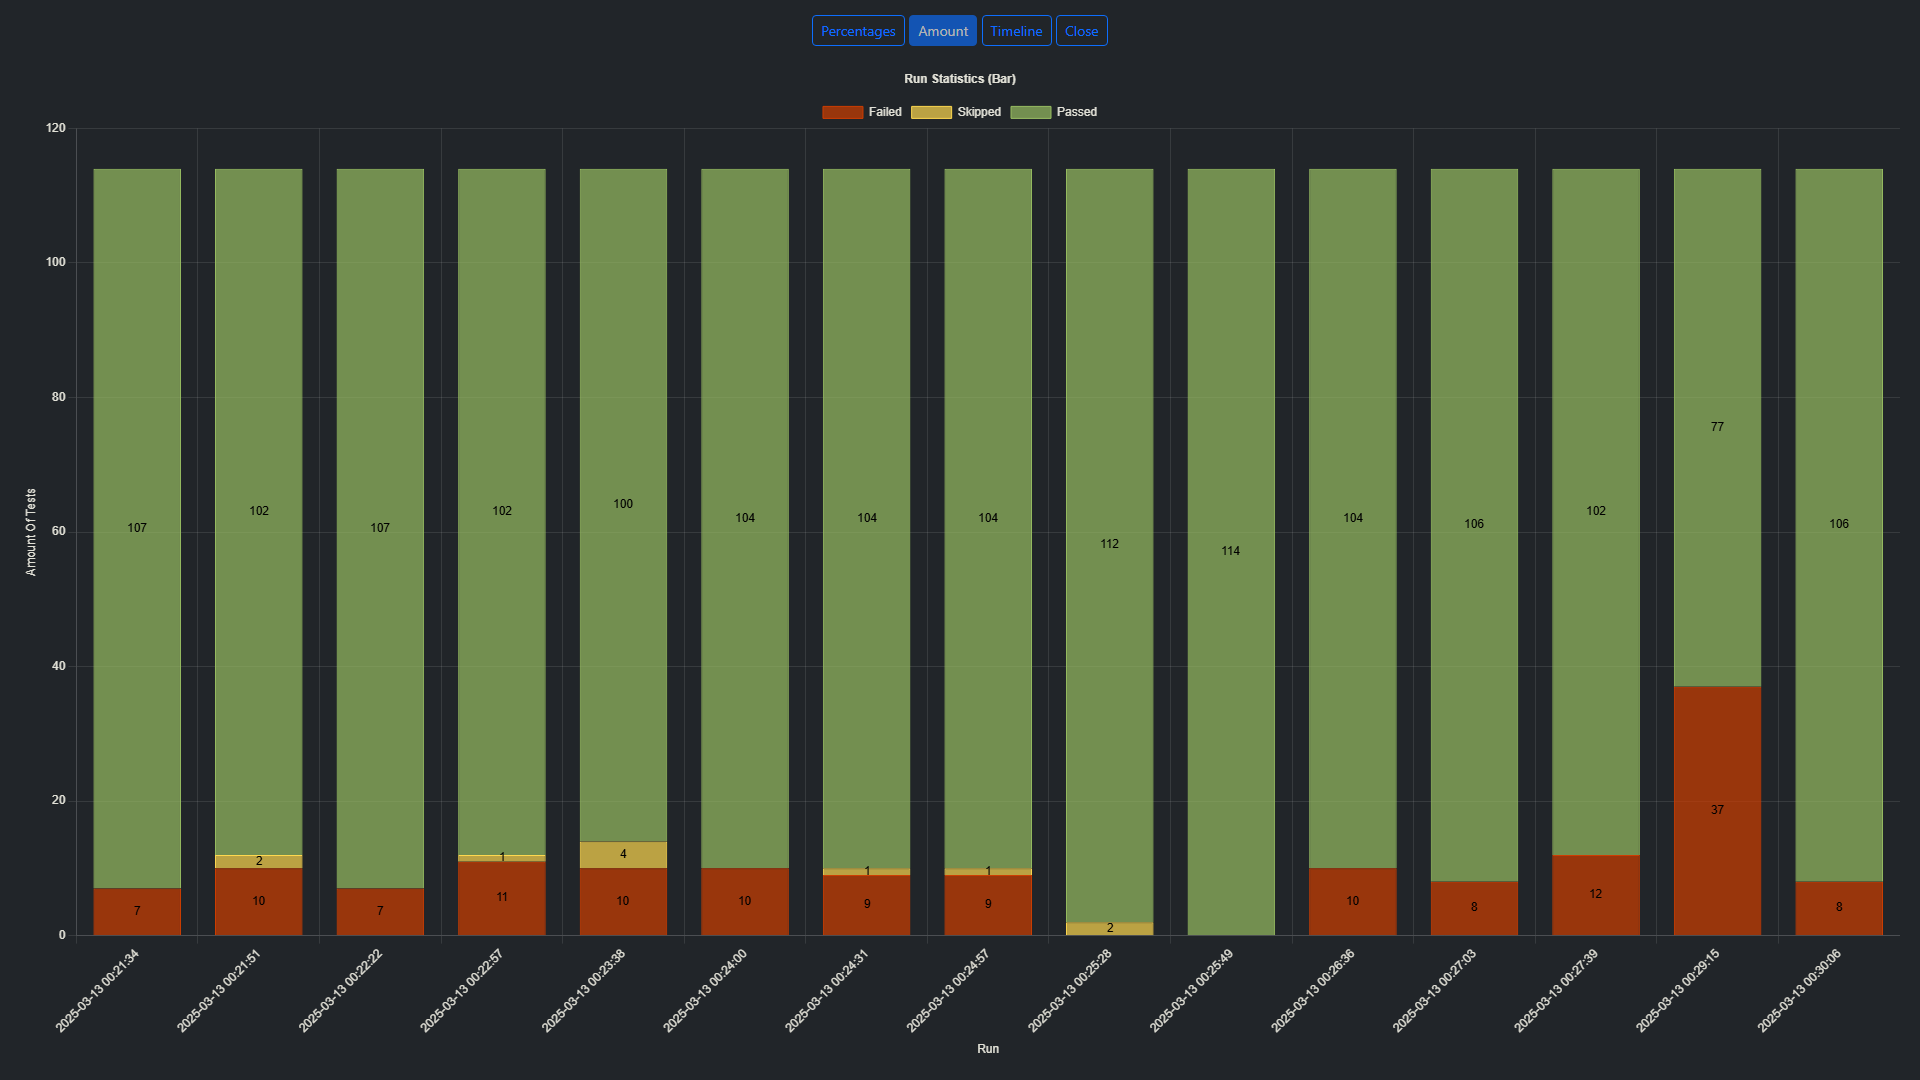 Percentages Amount Timeline Close
Run Statistics (Bar)
Failed Skipped Passed
120
100
80
60
40
20
0
Amount Of Tests
107 102 107 102 100 104 104 104 112 114 104 106 102 77 106
2 1 4 1 1 2
7 10 7 11 10 10 9 9 10 8 12 37 8
2025-03-13 00:21:34
2025-03-13 00:21:51
2025-03-13 00:22:22
2025-03-13 00:22:57
2025-03-13 00:23:38
2025-03-13 00:24:00
2025-03-13 00:24:31
2025-03-13 00:24:57
2025-03-13 00:25:28
2025-03-13 00:25:49
2025-03-13 00:26:36
2025-03-13 00:27:03
2025-03-13 00:27:39
2025-03-13 00:29:15
2025-03-13 00:30:06
Run